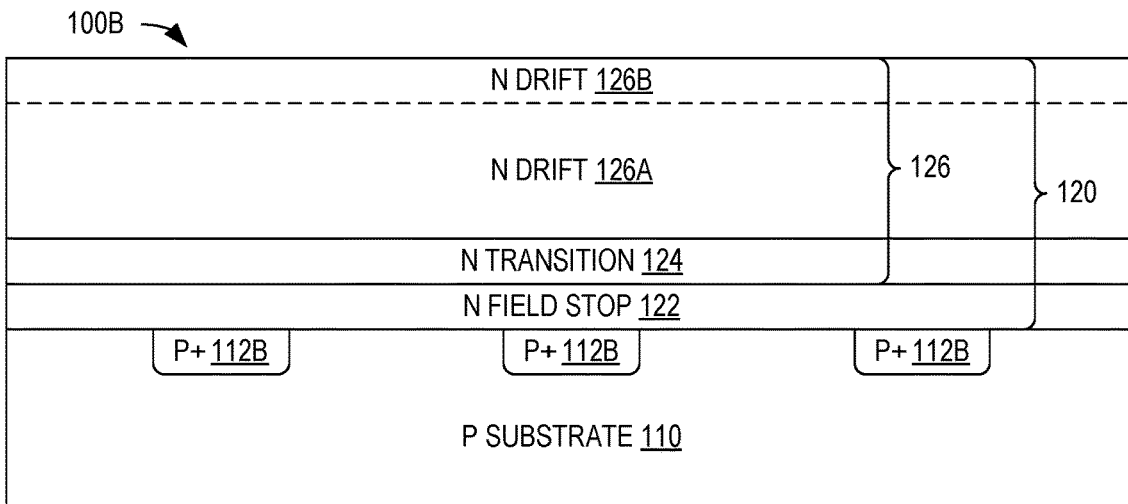 100B
N DRIFT 126B
N DRIFT 126A
126
120
N TRANSITION 124
N FIELD STOP 122
P+ 112B P+ 112B P+ 112B
P SUBSTRATE 110